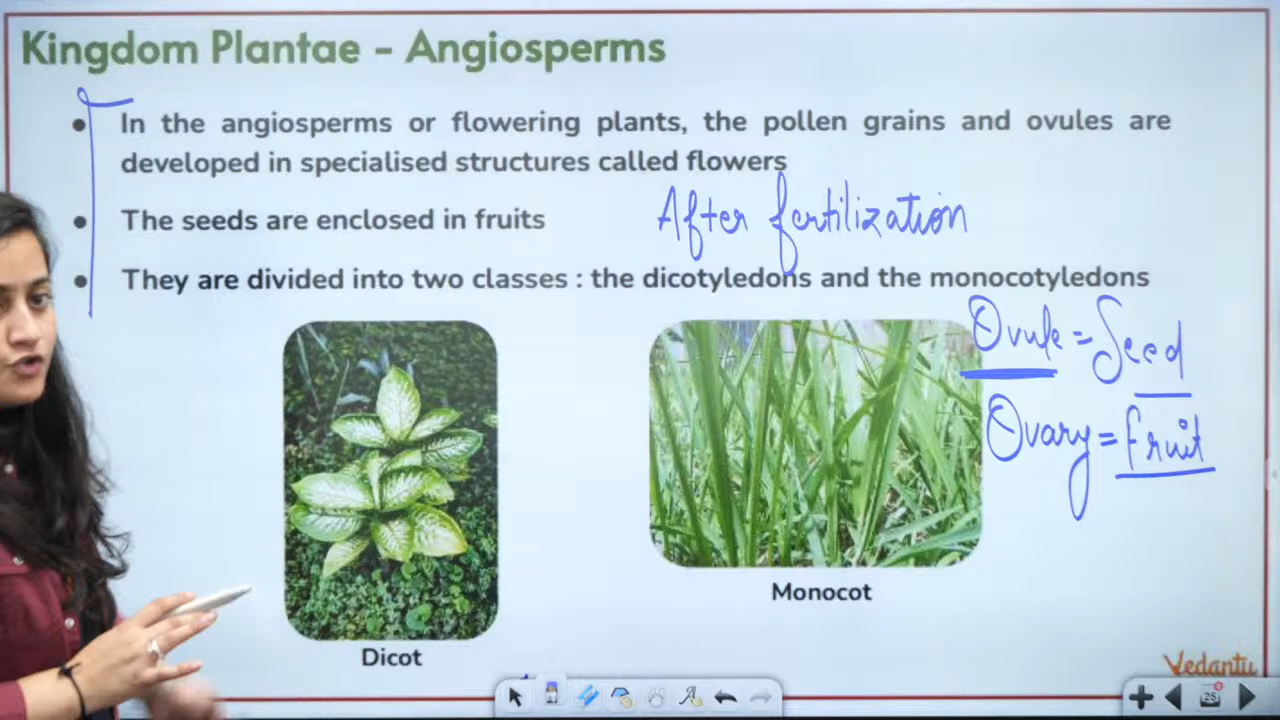 Kingdom Plantae - Angiosperms
• In the angiosperms or flowering plants, the pollen grains and ovules are
developed in specialised structures called flowers
• The seeds are enclosed in fruits
After fertilization
• They are divided into two classes : the dicotyledons and the monocotyledons
Ovule = Seed
Ovary = fruit
Monocot
Dicot
Vedantu
25